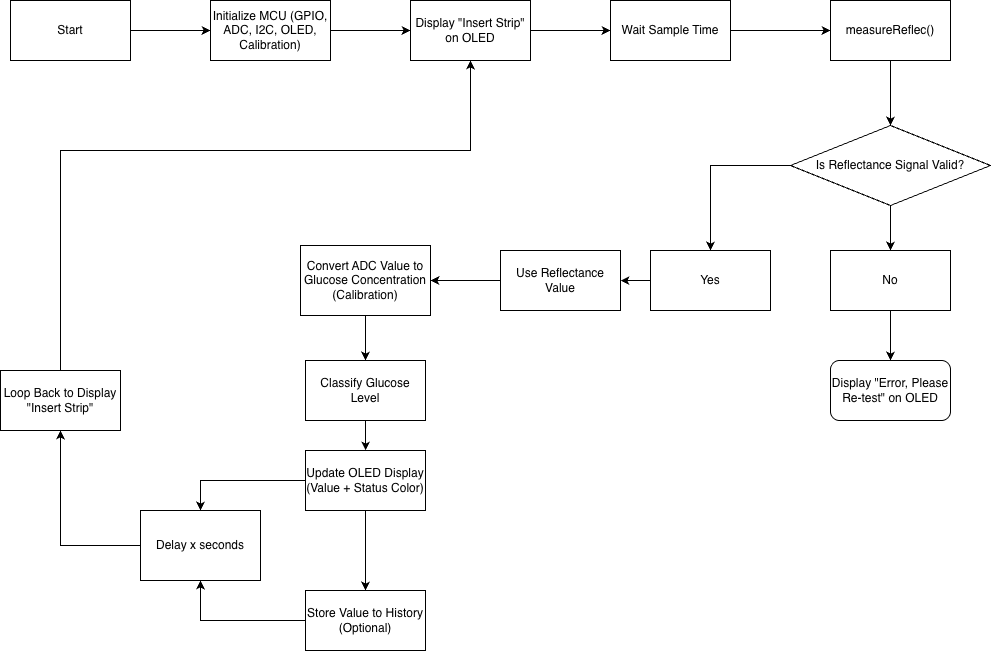 Start
Initialize MCU (GPIO,
ADC, I2C, OLED,
Calibration)
Display "Insert Strip"
on OLED
Wait Sample Time
measureReflec()
Is Reflectance Signal Valid?
Yes
No
Use Reflectance
Value
Convert ADC Value to
Glucose Concentration
(Calibration)
Display "Error, Please
Re-test" on OLED
Classify Glucose
Level
Update OLED Display
(Value + Status Color)
Store Value to History
(Optional)
Delay x seconds
Loop Back to Display
"Insert Strip"